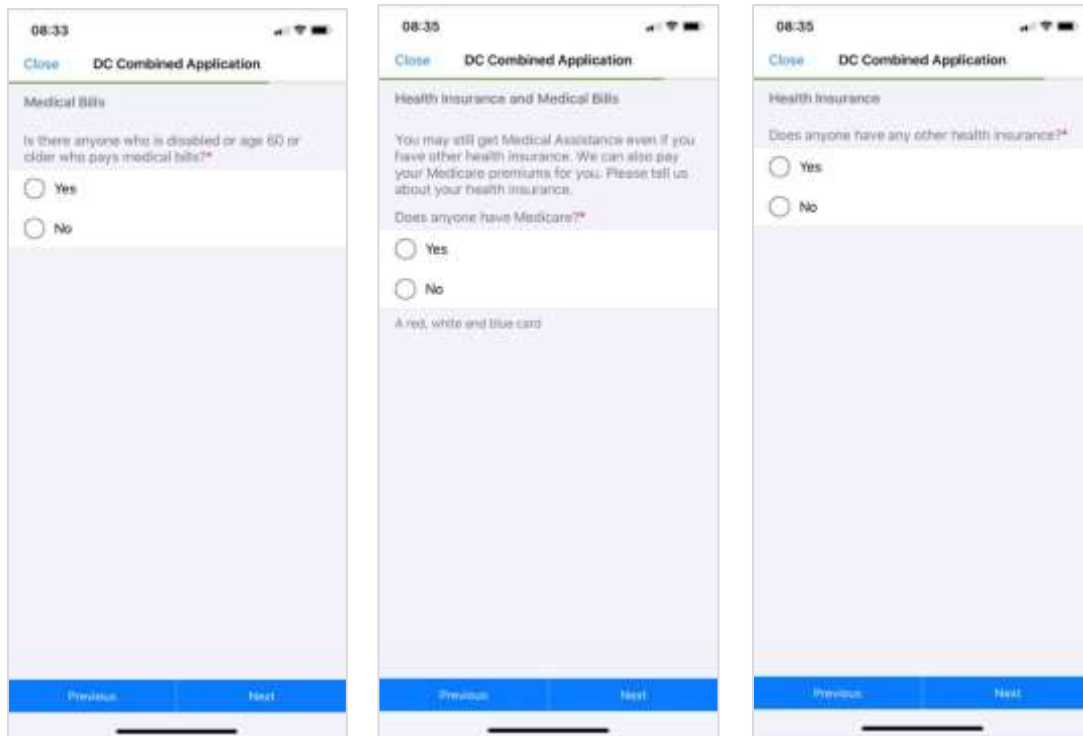 08:33
Close DC Combined Application
Medical Bills
Is there anyone who is disabled or age 60 or
older who pays medical bills?*
Yes
No
Previous Next
08:35
Close DC Combined Application
Health Insurance and Medical Bills
You may still get Medical Assistance even if you
have other health insurance. We can also pay
your Medicare premiums for you. Please tell us
about your health insurance.
Does anyone have Medicare?*
Yes
No
A red, white and blue card
Previous Next
08:35
Close DC Combined Application
Health Insurance
Does anyone have any other health insurance?*
Yes
No
Previous Next